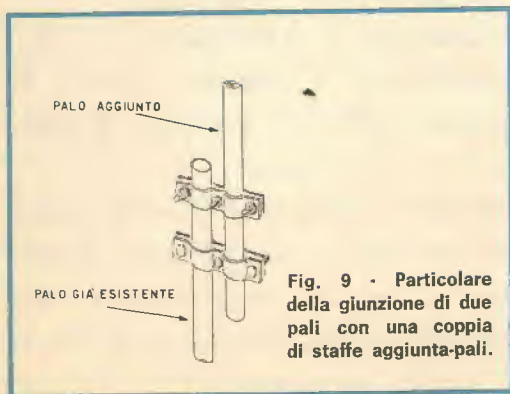 PALO AGGIUNTO
PALO GIÀ ESISTENTE
Fig. 9 · Particolare
della giunzione di due
pali con una coppia
di staffe aggiunta-pali.